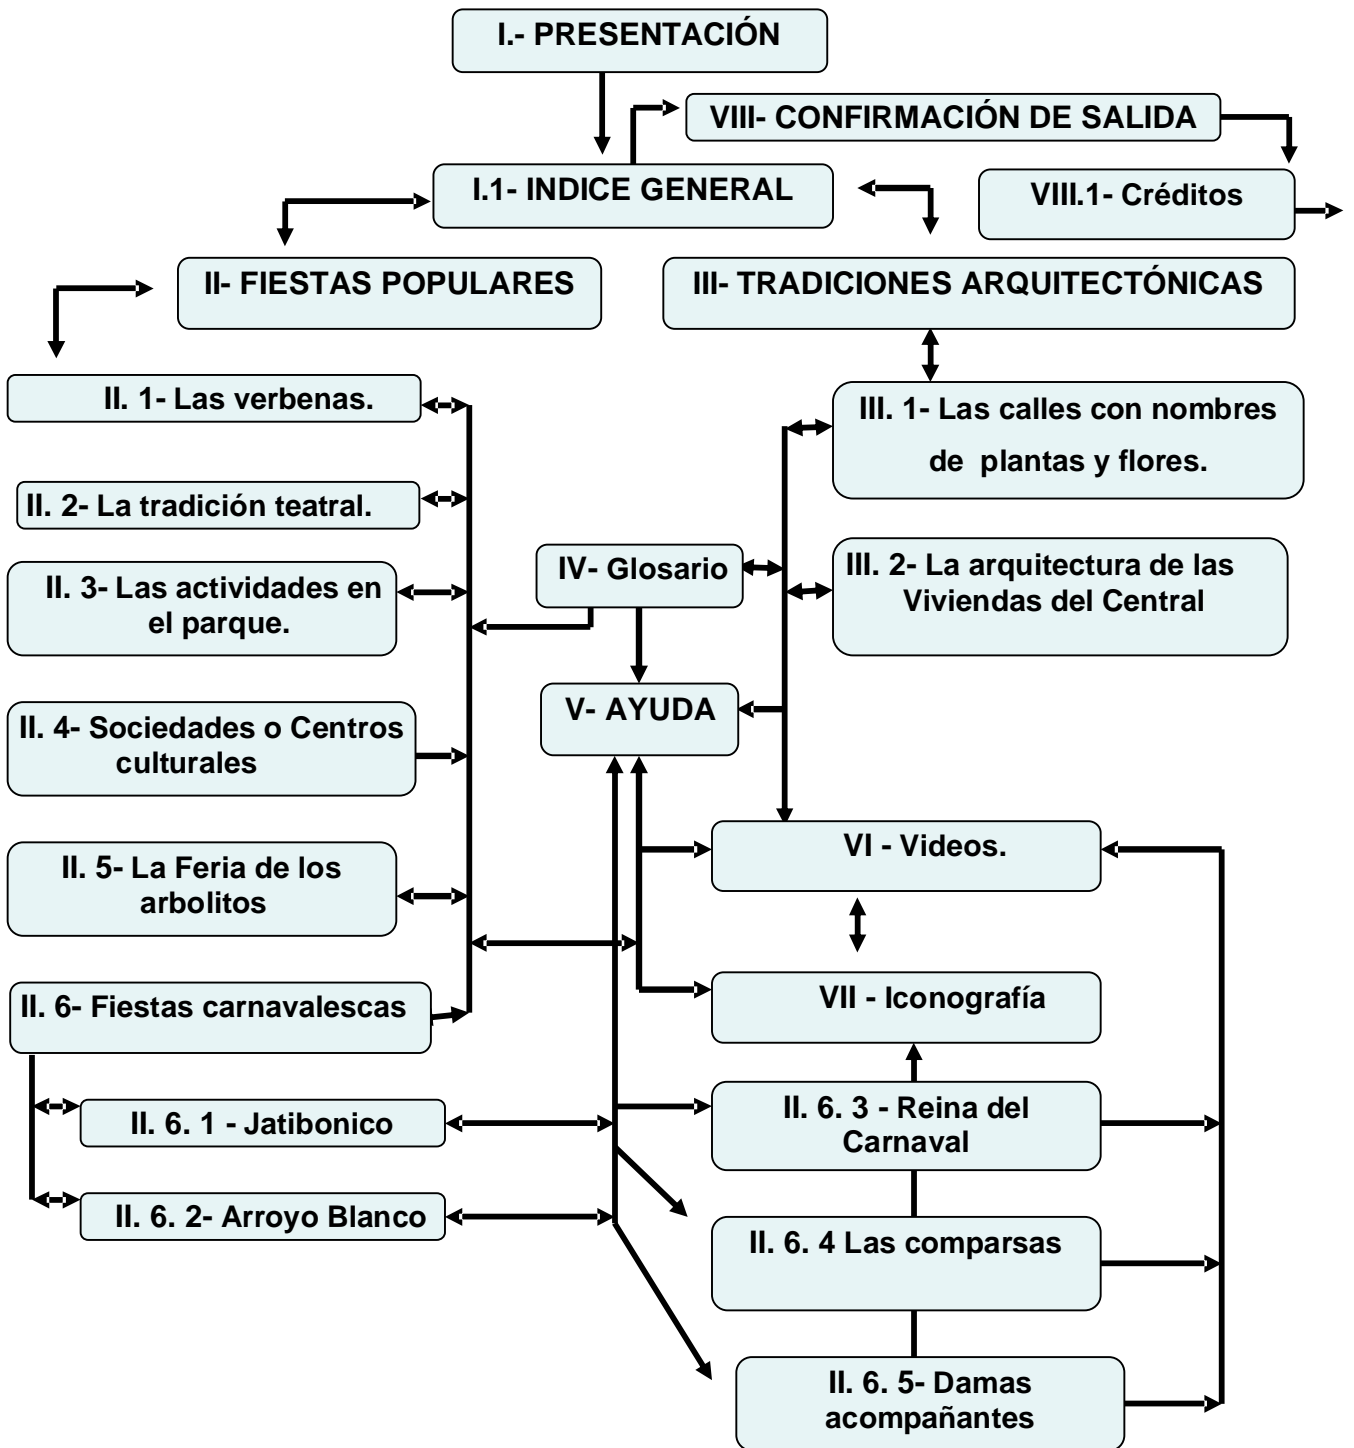 I.- PRESENTACIÓN
VIII- CONFIRMACIÓN DE SALIDA
I.1- INDICE GENERAL
VIII.1- Créditos
II- FIESTAS POPULARES
III- TRADICIONES ARQUITECTÓNICAS
II. 1- Las verbenas.
III. 1- Las calles con nombres
de plantas y flores.
II. 2- La tradición teatral.
IV- Glosario
III. 2- La arquitectura de las
Viviendas del Central
II. 3- Las actividades en
el parque.
V- AYUDA
II. 4- Sociedades o Centros
culturales
VI - Videos.
II. 5- La Feria de los
arbolitos
VII - Iconografía
II. 6- Fiestas carnavalescas
II. 6. 3 - Reina del
Carnaval
II. 6. 1 - Jatibonico
II. 6. 2- Arroyo Blanco
II. 6. 4 Las comparsas
II. 6. 5- Damas
acompañantes